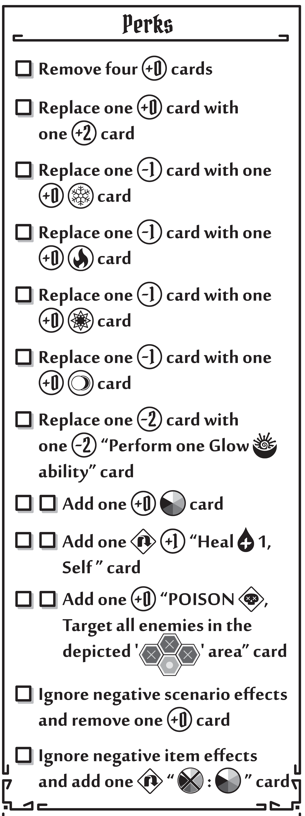 Perks
Remove four +0 cards
Replace one +0 card with
one +2 card
Replace one -1 card with one
+0 card
Replace one -1 card with one
+0 card
Replace one -1 card with one
+0 card
Replace one -1 card with one
+0 card
Replace one -2 card with
one -2 “Perform one Glow
ability” card
Add one +0 card
Add one +1 “Heal 1,
Self” card
Add one +0 “POISON ,
Target all enemies in the
depicted ' ' area” card
Ignore negative scenario effects
and remove one +0 card
Ignore negative item effects
and add one “ : ” card